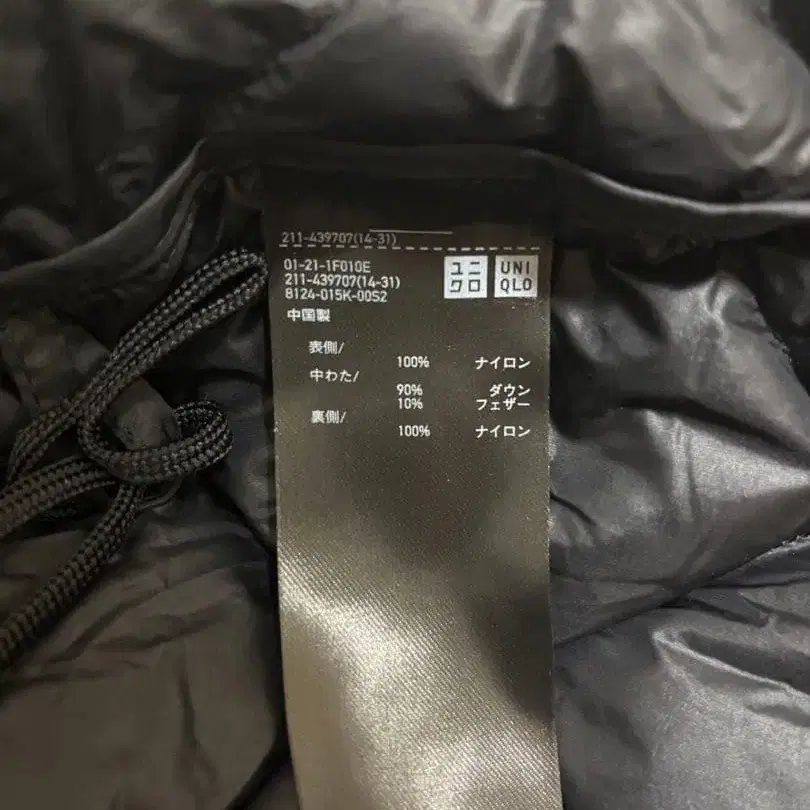 211-439707(14-31)
01-21-1F010E
211-439707(14-31)
8124-015K-00S2
中国製
ユニクロ
UNIQLO
表側/
100% ナイロン
中わた/
90% ダウン
10% フェザー
裏側/
100% ナイロン